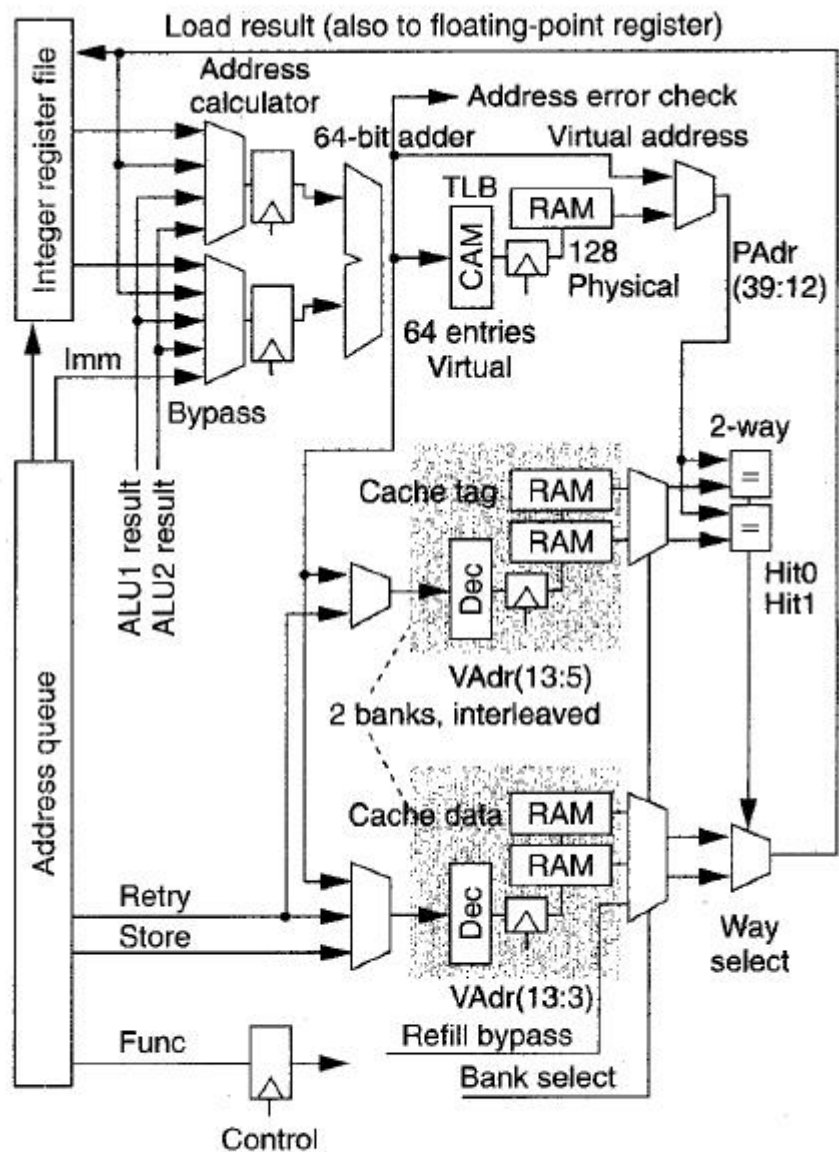 Load result (also to floating-point register)
Integer register file
Address
calculator
64-bit adder
Address error check
Virtual address
TLB
CAM
RAM
128
Physical
PAdr
(39:12)
64 entries
Virtual
Imm
Bypass
ALU1 result
ALU2 result
2-way
Cache tag
RAM
RAM
=
=
Dec
Hit0
Hit1
VAdr(13:5)
2 banks, interleaved
Address queue
Cache data
RAM
RAM
Dec
Retry
Store
Way
select
VAdr(13:3)
Func
Refill bypass
Bank select
Control